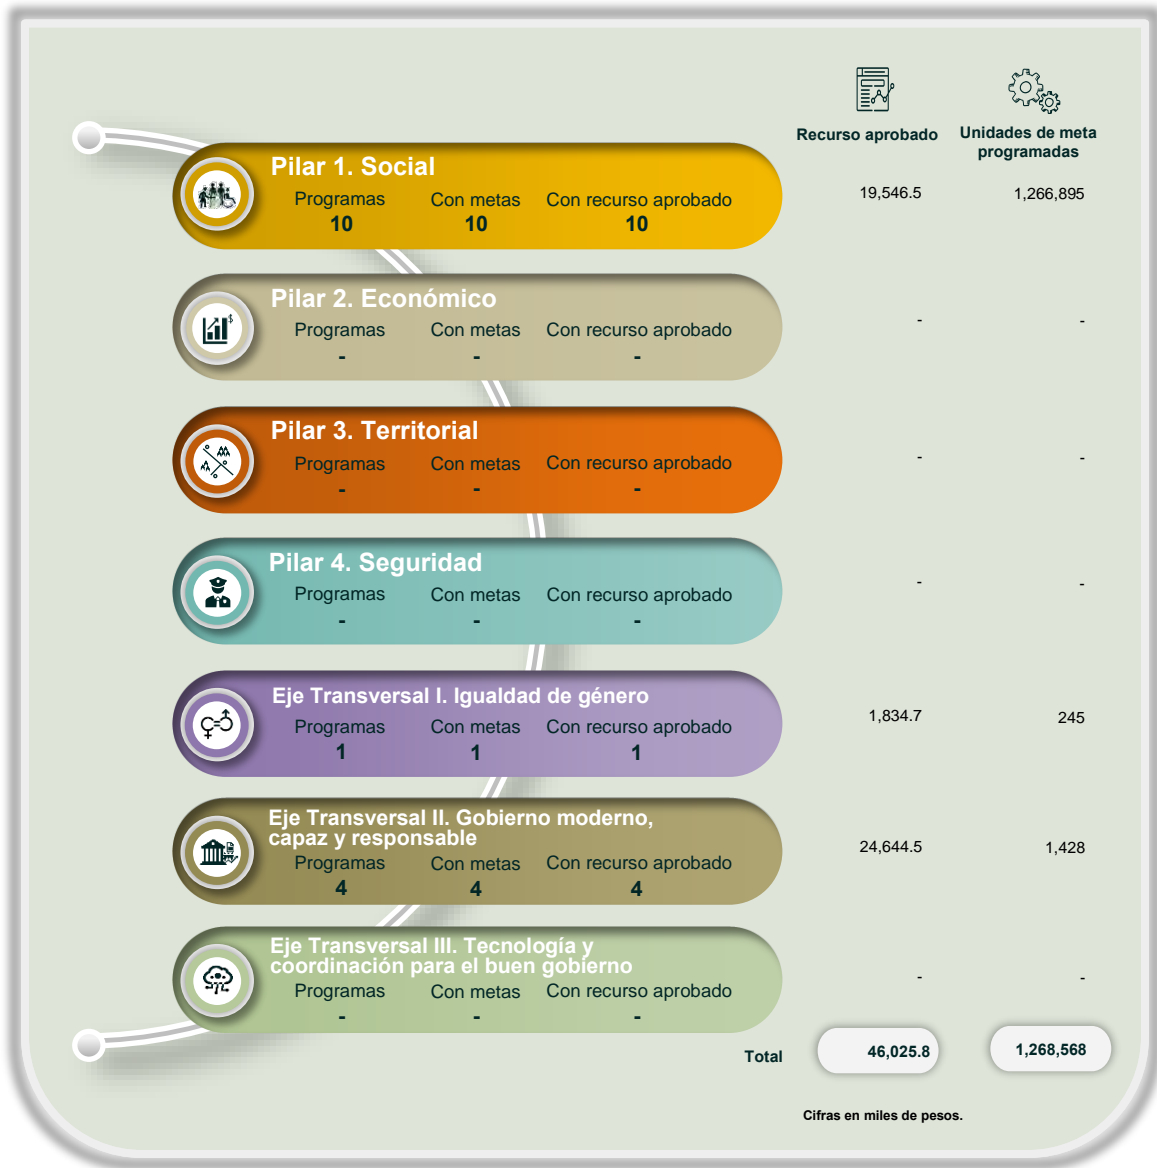 Recurso aprobado
Unidades de meta
programadas
Pilar 1. Social
Programas Con metas Con recurso aprobado
10 10 10
19,546.5 1,266,895
Pilar 2. Económico
Programas Con metas Con recurso aprobado
- - -
- -
Pilar 3. Territorial
Programas Con metas Con recurso aprobado
- - -
- -
Pilar 4. Seguridad
Programas Con metas Con recurso aprobado
- - -
- -
Eje Transversal I. Igualdad de género
Programas Con metas Con recurso aprobado
1 1 1
1,834.7 245
Eje Transversal II. Gobierno moderno,
capaz y responsable
Programas Con metas Con recurso aprobado
4 4 4
24,644.5 1,428
Eje Transversal III. Tecnología y
coordinación para el buen gobierno
Programas Con metas Con recurso aprobado
- - -
- -
Total 46,025.8 1,268,568
Cifras en miles de pesos.